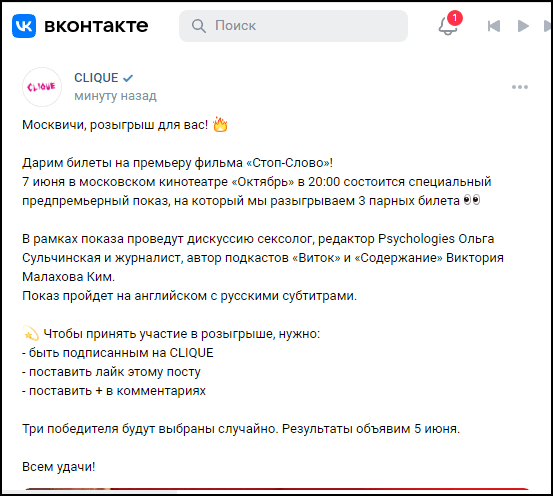 вконтакте
Поиск
1
CLIQUE
CLIQUE
минуту назад
Москвичи, розыгрыш для вас! 🔥
Дарим билеты на премьеру фильма «Стоп-Слово»!
7 июня в московском кинотеатре «Октябрь» в 20:00 состоится специальный
предпремьерный показ, на который мы разыгрываем 3 парных билета 👀
В рамках показа проведут дискуссию сексолог, редактор Psychologies Ольга
Сульчинская и журналист, автор подкастов «Виток» и «Содержание» Виктория
Малахова Ким.
Показ пройдет на английском с русскими субтитрами.
💫 Чтобы принять участие в розыгрыше, нужно:
- быть подписанным на CLIQUE
- поставить лайк этому посту
- поставить + в комментариях
Три победителя будут выбраны случайно. Результаты объявим 5 июня.
Всем удачи!